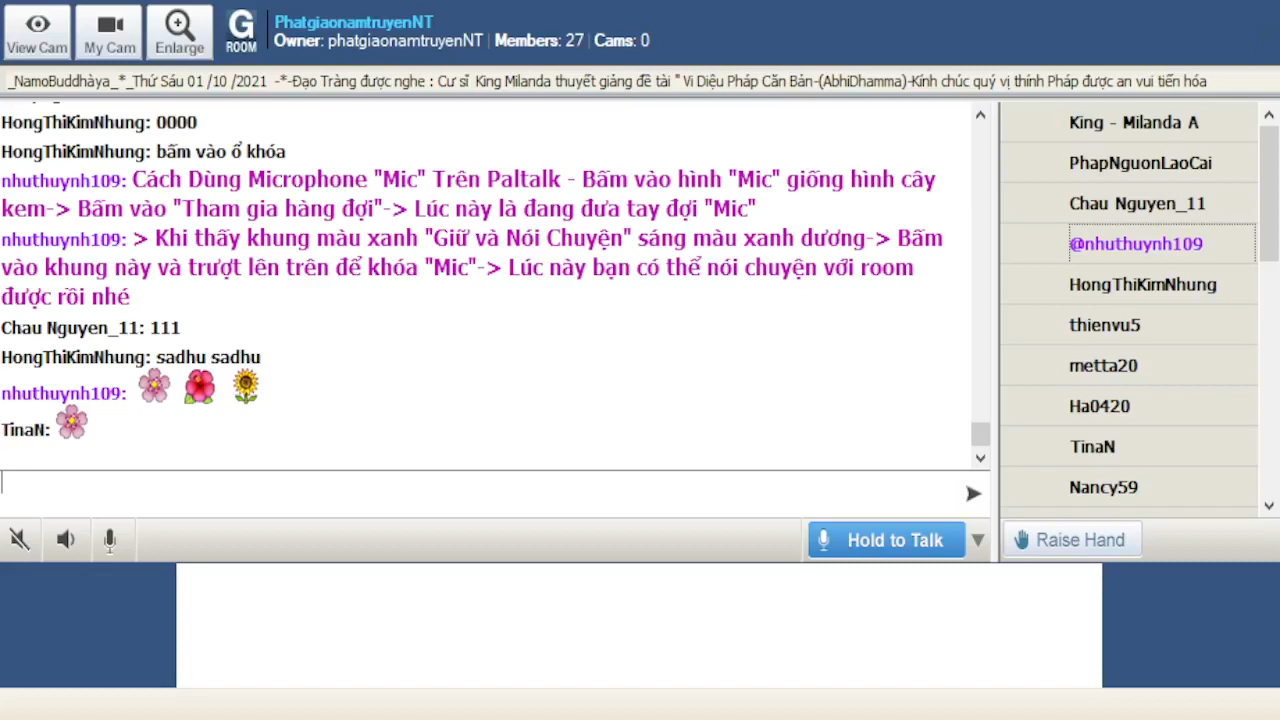 View Cam
My Cam
Enlarge
G
ROOM
PhatgiaonamtruyenNT
Owner: phatgiaonamtruyenNT | Members: 27 | Cams: 0
_NamoBuddhàya_*_Thứ Sáu 01 /10 /2021 -*-Đạo Tràng được nghe : Cư sĩ King Milanda thuyết giảng đề tài " Vi Diệu Pháp Căn Bản-(AbhiDhamma)-Kính chúc quý vị thính Pháp được an vui tiến hóa
HongThiKimNhung: 0000
HongThiKimNhung: bấm vào ổ khóa
nhuthuynh109: Cách Dùng Microphone "Mic" Trên Paltalk - Bấm vào hình "Mic" giống hình cây
kem-> Bấm vào "Tham gia hàng đợi"-> Lúc này là đang đưa tay đợi "Mic"
nhuthuynh109: > Khi thấy khung màu xanh "Giữ và Nói Chuyện" sáng màu xanh dương-> Bấm
vào khung này và trượt lên trên để khóa "Mic"-> Lúc này bạn có thể nói chuyện với room
được rồi nhé
Chau Nguyen_11: 111
HongThiKimNhung: sadhu sadhu
nhuthuynh109:
TinaN:
King - Milanda A
PhapNguonLaoCai
Chau Nguyen_11
@nhuthuynh109
HongThiKimNhung
thienvu5
metta20
Ha0420
TinaN
Nancy59
Hold to Talk
Raise Hand